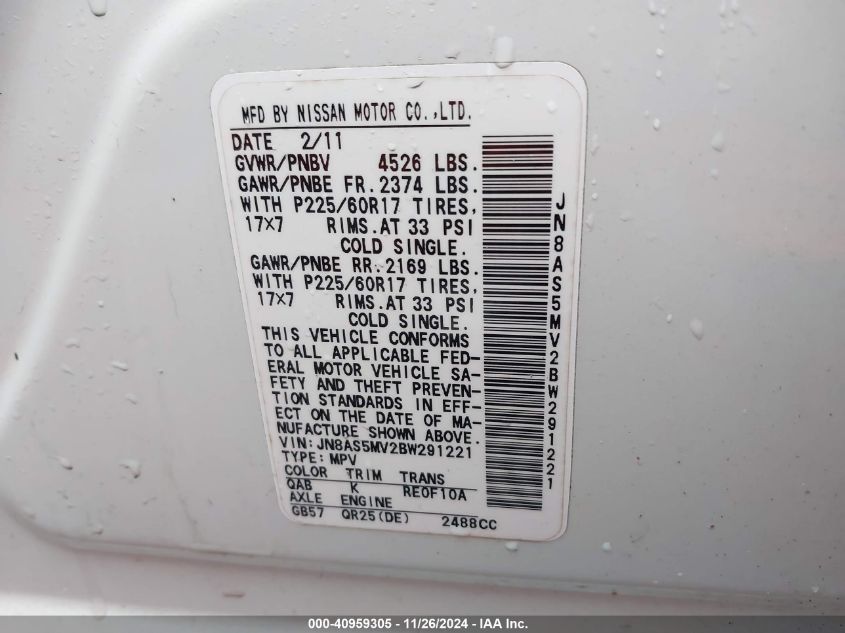 MFD BY NISSAN MOTOR CO.,LTD.
DATE 2/11
GVWR/PNBV 4526 LBS.
GAWR/PNBE FR. 2374 LBS.
WITH P225/60R17 TIRES,
17x7 RIMS.AT 33 PSI
COLD SINGLE.
GAWR/PNBE RR. 2169 LBS.
WITH P225/60R17 TIRES,
17x7 RIMS.AT 33 PSI
COLD SINGLE.
THIS VEHICLE CONFORMS
TO ALL APPLICABLE FED-
ERAL MOTOR VEHICLE SA-
FETY AND THEFT PREVEN-
TION STANDARDS IN EFF-
ECT ON THE DATE OF MA-
NUFACTURE SHOWN ABOVE.
VIN:JN8AS5MV2BW291221
TYPE:MPV
COLOR TRIM TRANS
QAB K RE0F10A
AXLE ENGINE
GB57 QR25(DE) 2488CC
JN8AS5MV2BW291221
000-40959305 - 11/26/2024 - IAA Inc.